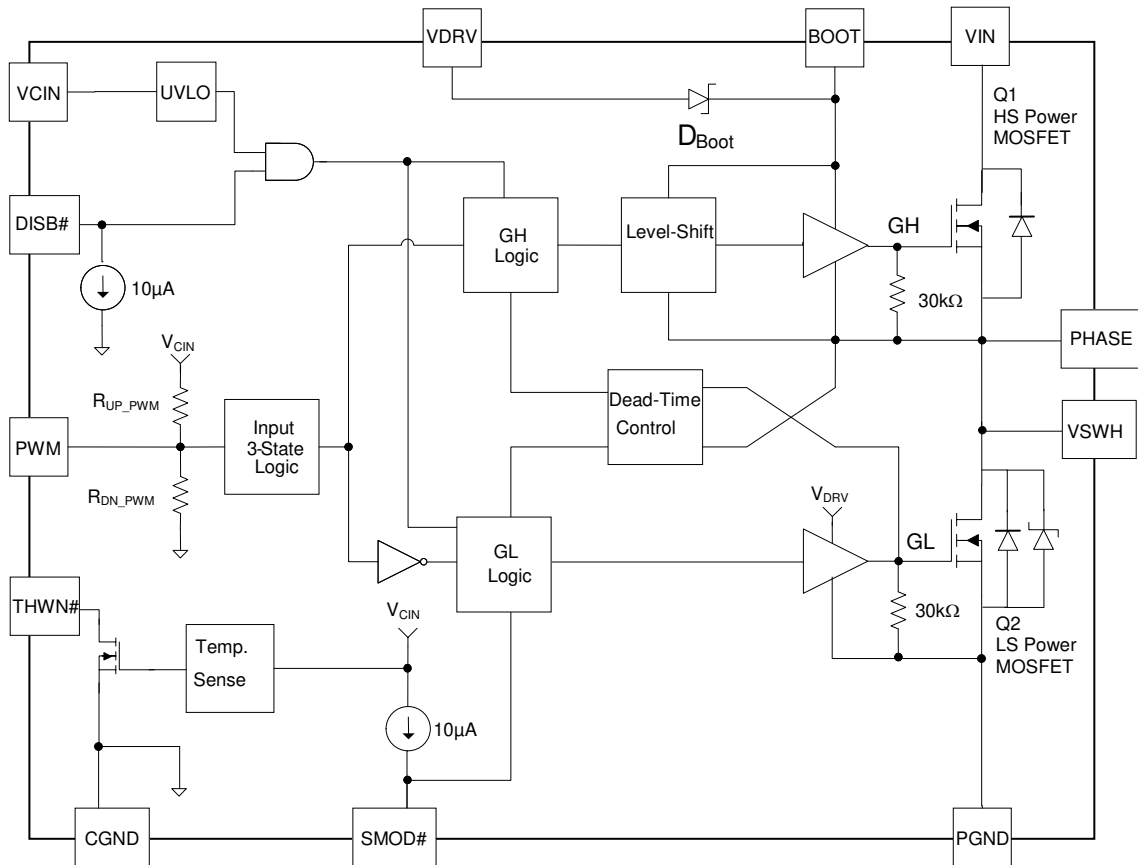 VDRV
BOOT
VIN
VCIN
UVLO
Q1
HS Power
MOSFET
DBoot
DISB#
GH
Logic
Level-Shift
GH
10µA
30kΩ
VCIN
PHASE
RUP_PWM
Dead-Time
Control
PWM
Input
3-State
Logic
VSWH
RDN_PWM
VDRV
GL
Logic
GL
THWN#
VCIN
30kΩ
Temp.
Sense
Q2
LS Power
MOSFET
10µA
CGND
SMOD#
PGND